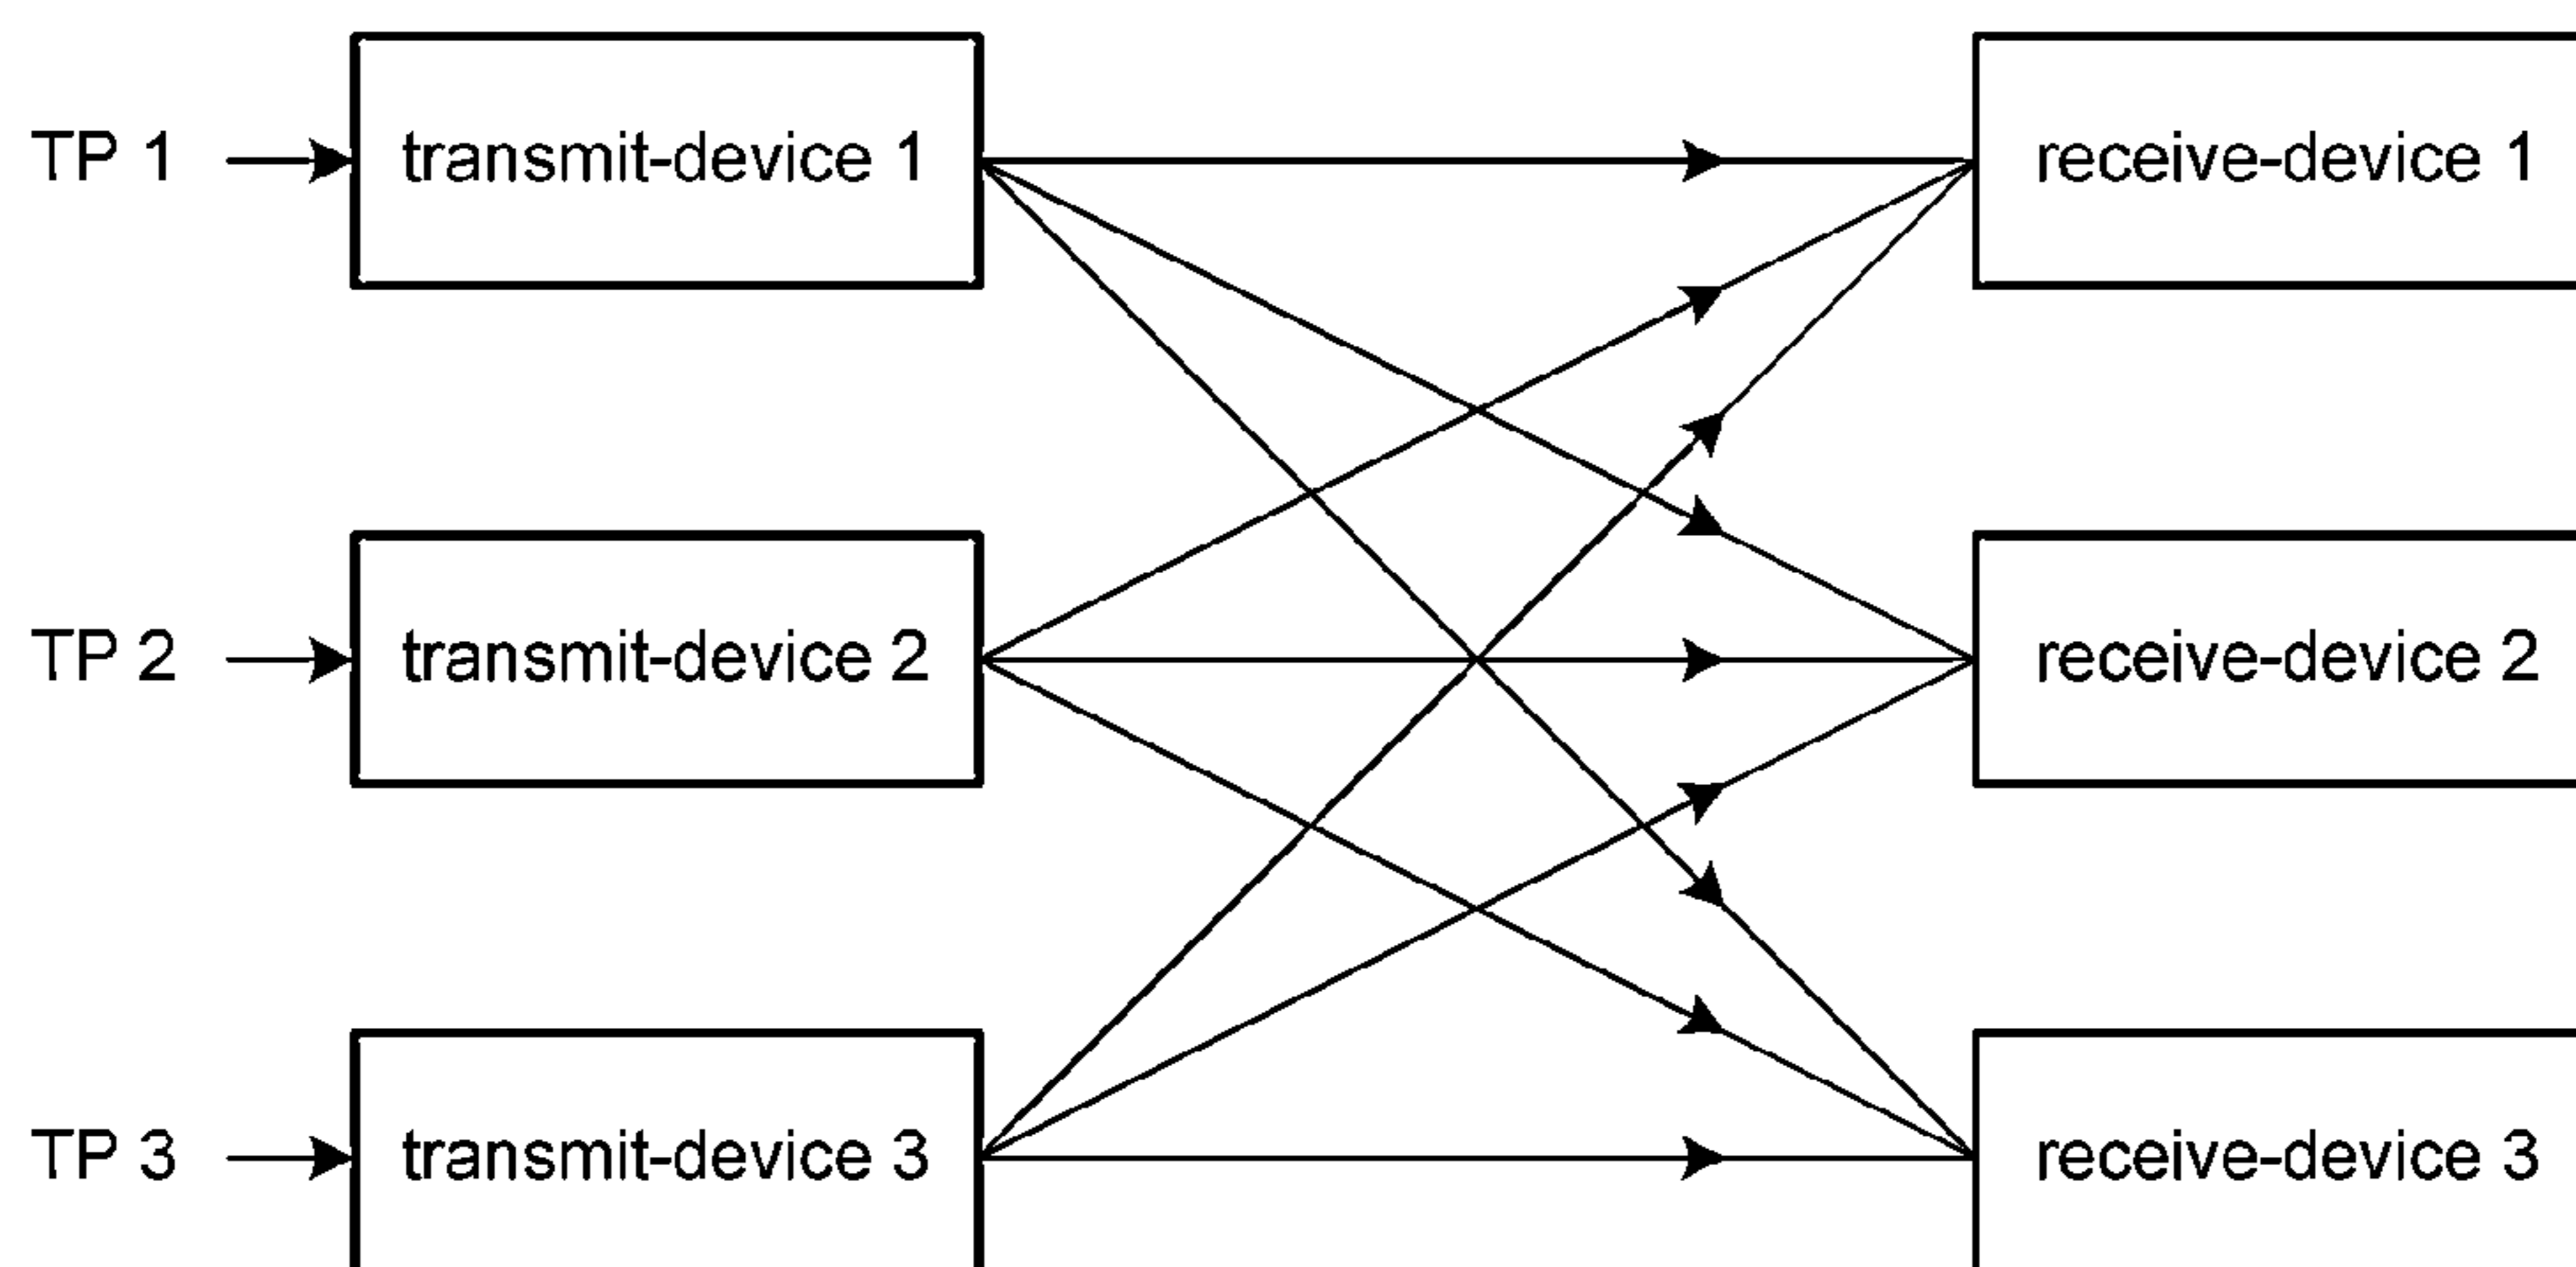 TP 1 transmit-device 1 receive-device 1
TP 2 transmit-device 2 receive-device 2
TP 3 transmit-device 3 receive-device 3